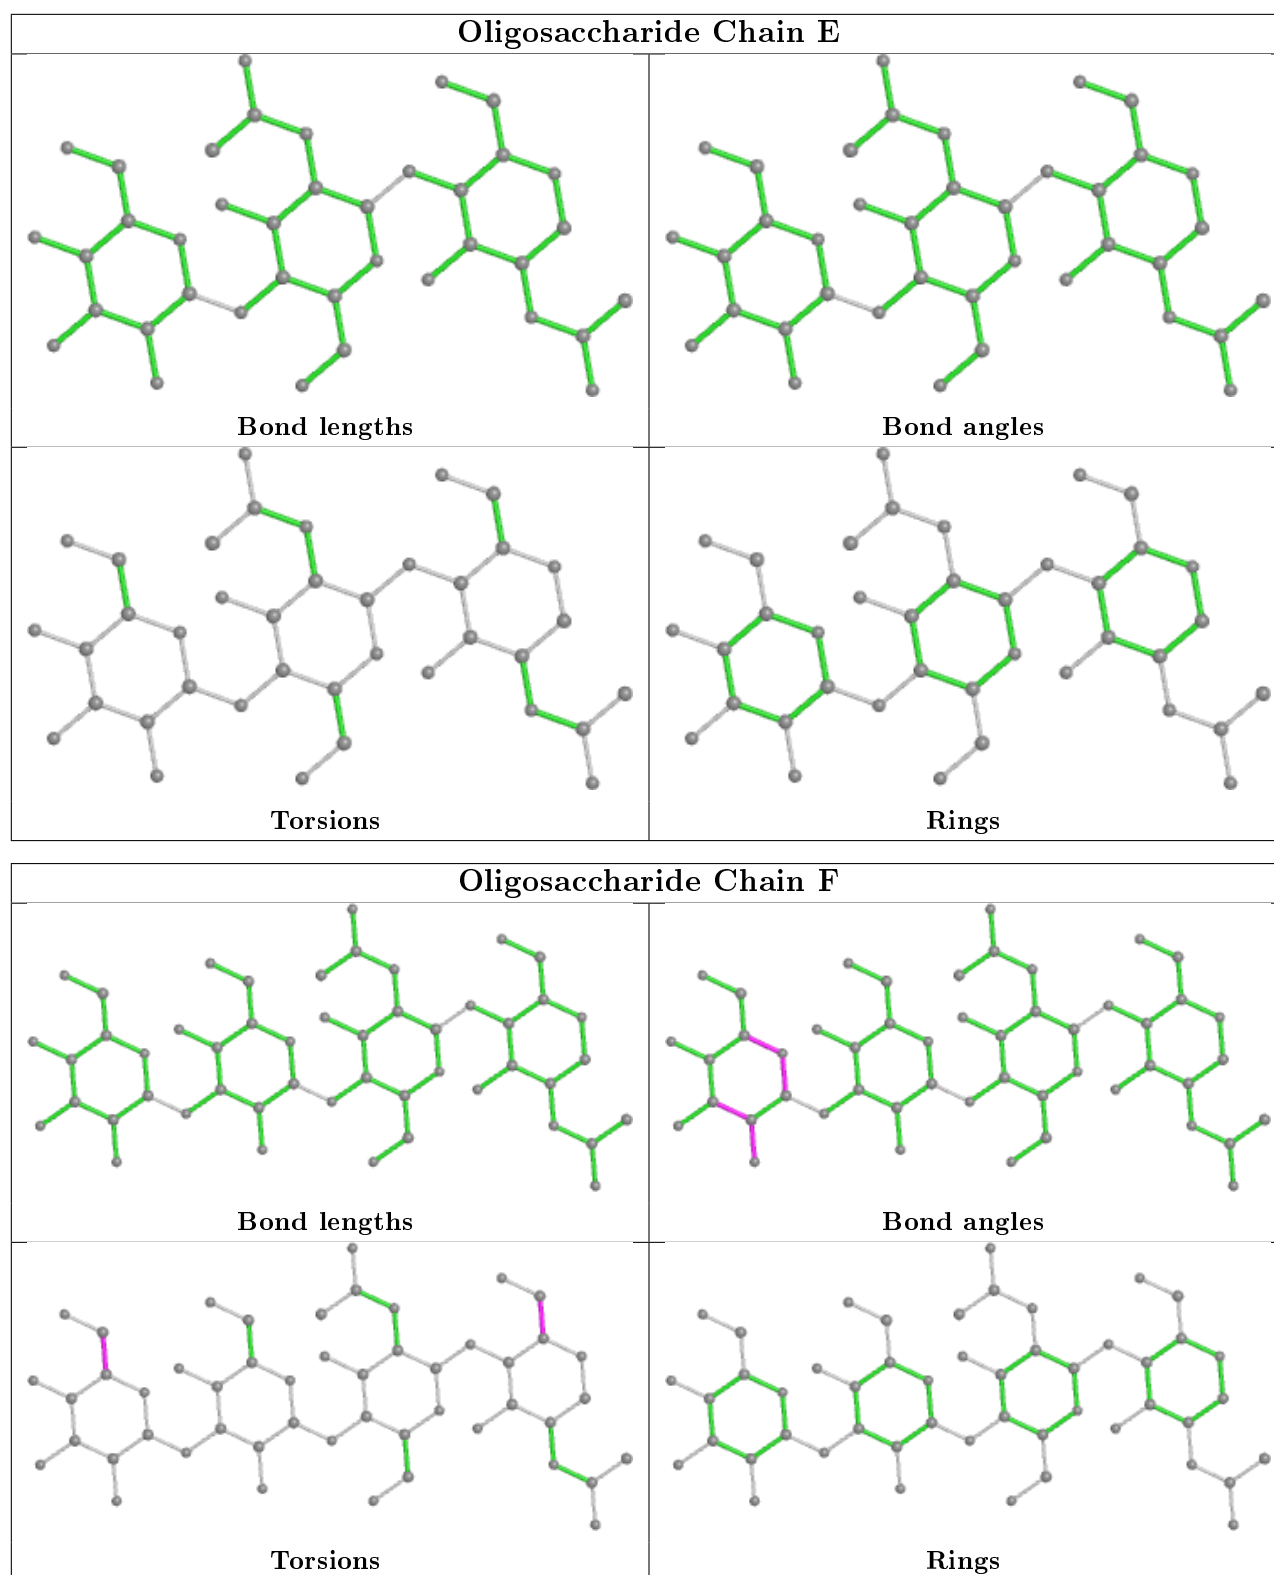 Oligosaccharide Chain E
Bond lengths
Bond angles
Torsions
Rings
Oligosaccharide Chain F
Bond lengths
Bond angles
Torsions
Rings